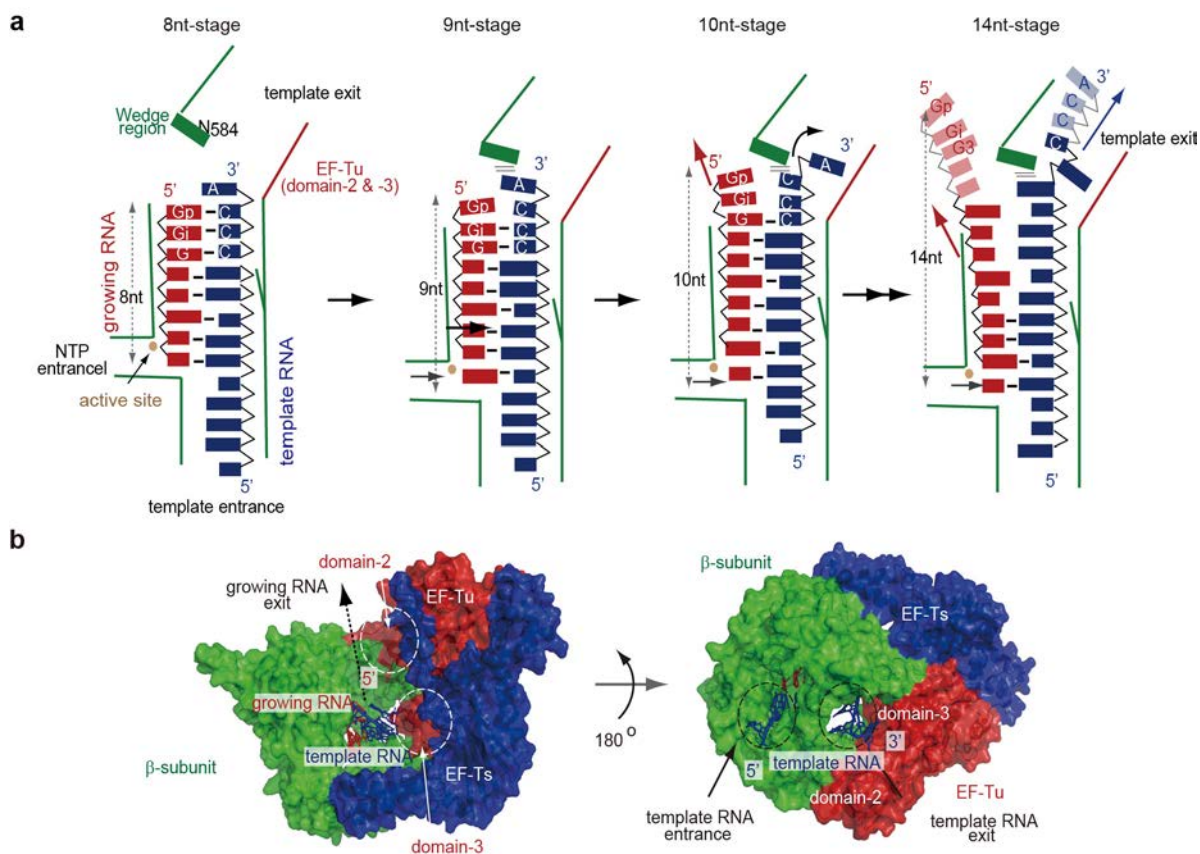 a
8nt-stage
9nt-stage
10nt-stage
14nt-stage
Wedge
region
N584
template exit
EF-Tu
(domain-2 & -3)
3’
5’
A
Gp
C
Gi
C
G
C
growing RNA
8nt
NTP
entrancel
active site
template RNA
5’
template entrance
3’
5’
A
Gp
C
Gi
C
G
C
9nt
5’
3’
5’
A
Gp
C
Gi
C
G
C
10nt
5’
5’
Gp
Gi
G3
A
3’
C
C
C
template exit
14nt
5’
b
domain-2
growing RNA
exit
EF-Tu
5’
growing RNA
template RNA
β-subunit
EF-Ts
domain-3
180 o
β-subunit
EF-Ts
domain-3
3’
5’
template RNA
domain-2
EF-Tu
template RNA
entrance
template RNA
exit